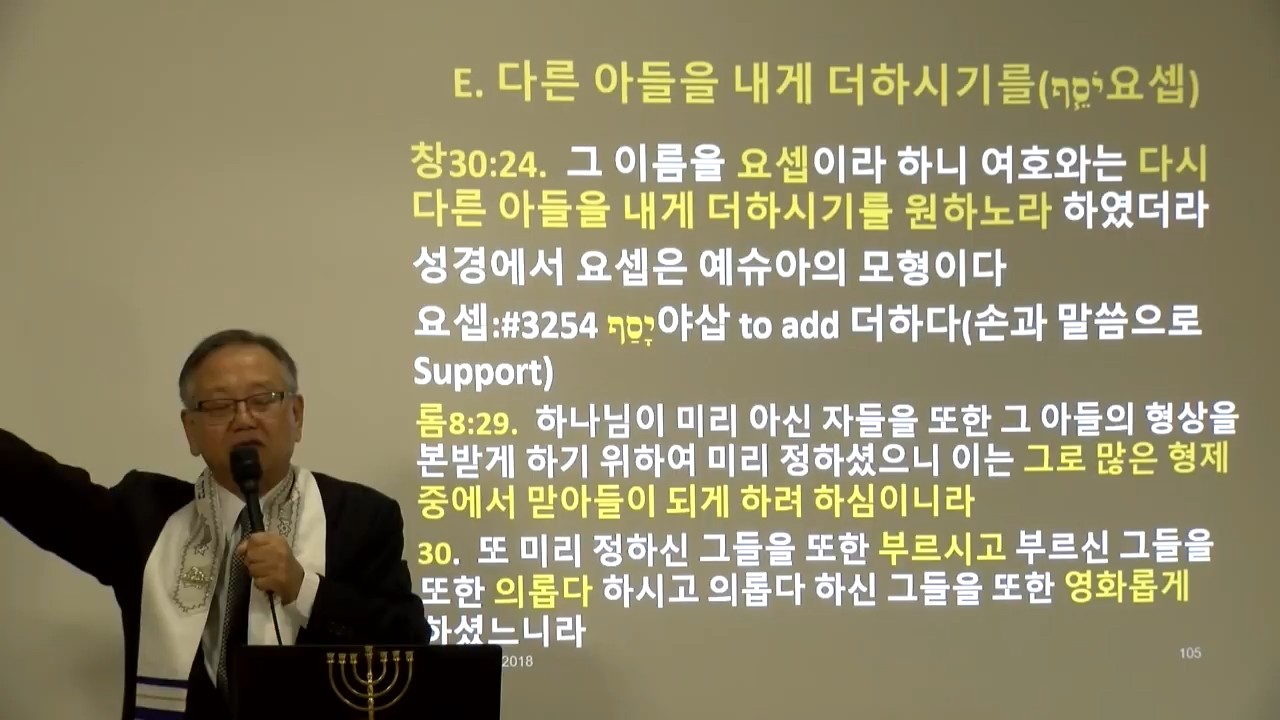 E. 다른 아들을 내게 더하시기를(יֹסֵף요셉)
창30:24. 그 이름을 요셉이라 하니 여호와는 다시
다른 아들을 내게 더하시기를 원하노라 하였더라
성경에서 요셉은 예슈아의 모형이다
요셉:#3254 יָסַף야삽 to add 더하다(손과 말씀으로
Support)
롬8:29. 하나님이 미리 아신 자들을 또한 그 아들의 형상을
본받게 하기 위하여 미리 정하셨으니 이는 그로 많은 형제
중에서 맏아들이 되게 하려 하심이니라
30. 또 미리 정하신 그들을 또한 부르시고 부르신 그들을
또한 의롭다 하시고 의롭다 하신 그들을 또한 영화롭게
하셨느니라
2018
105